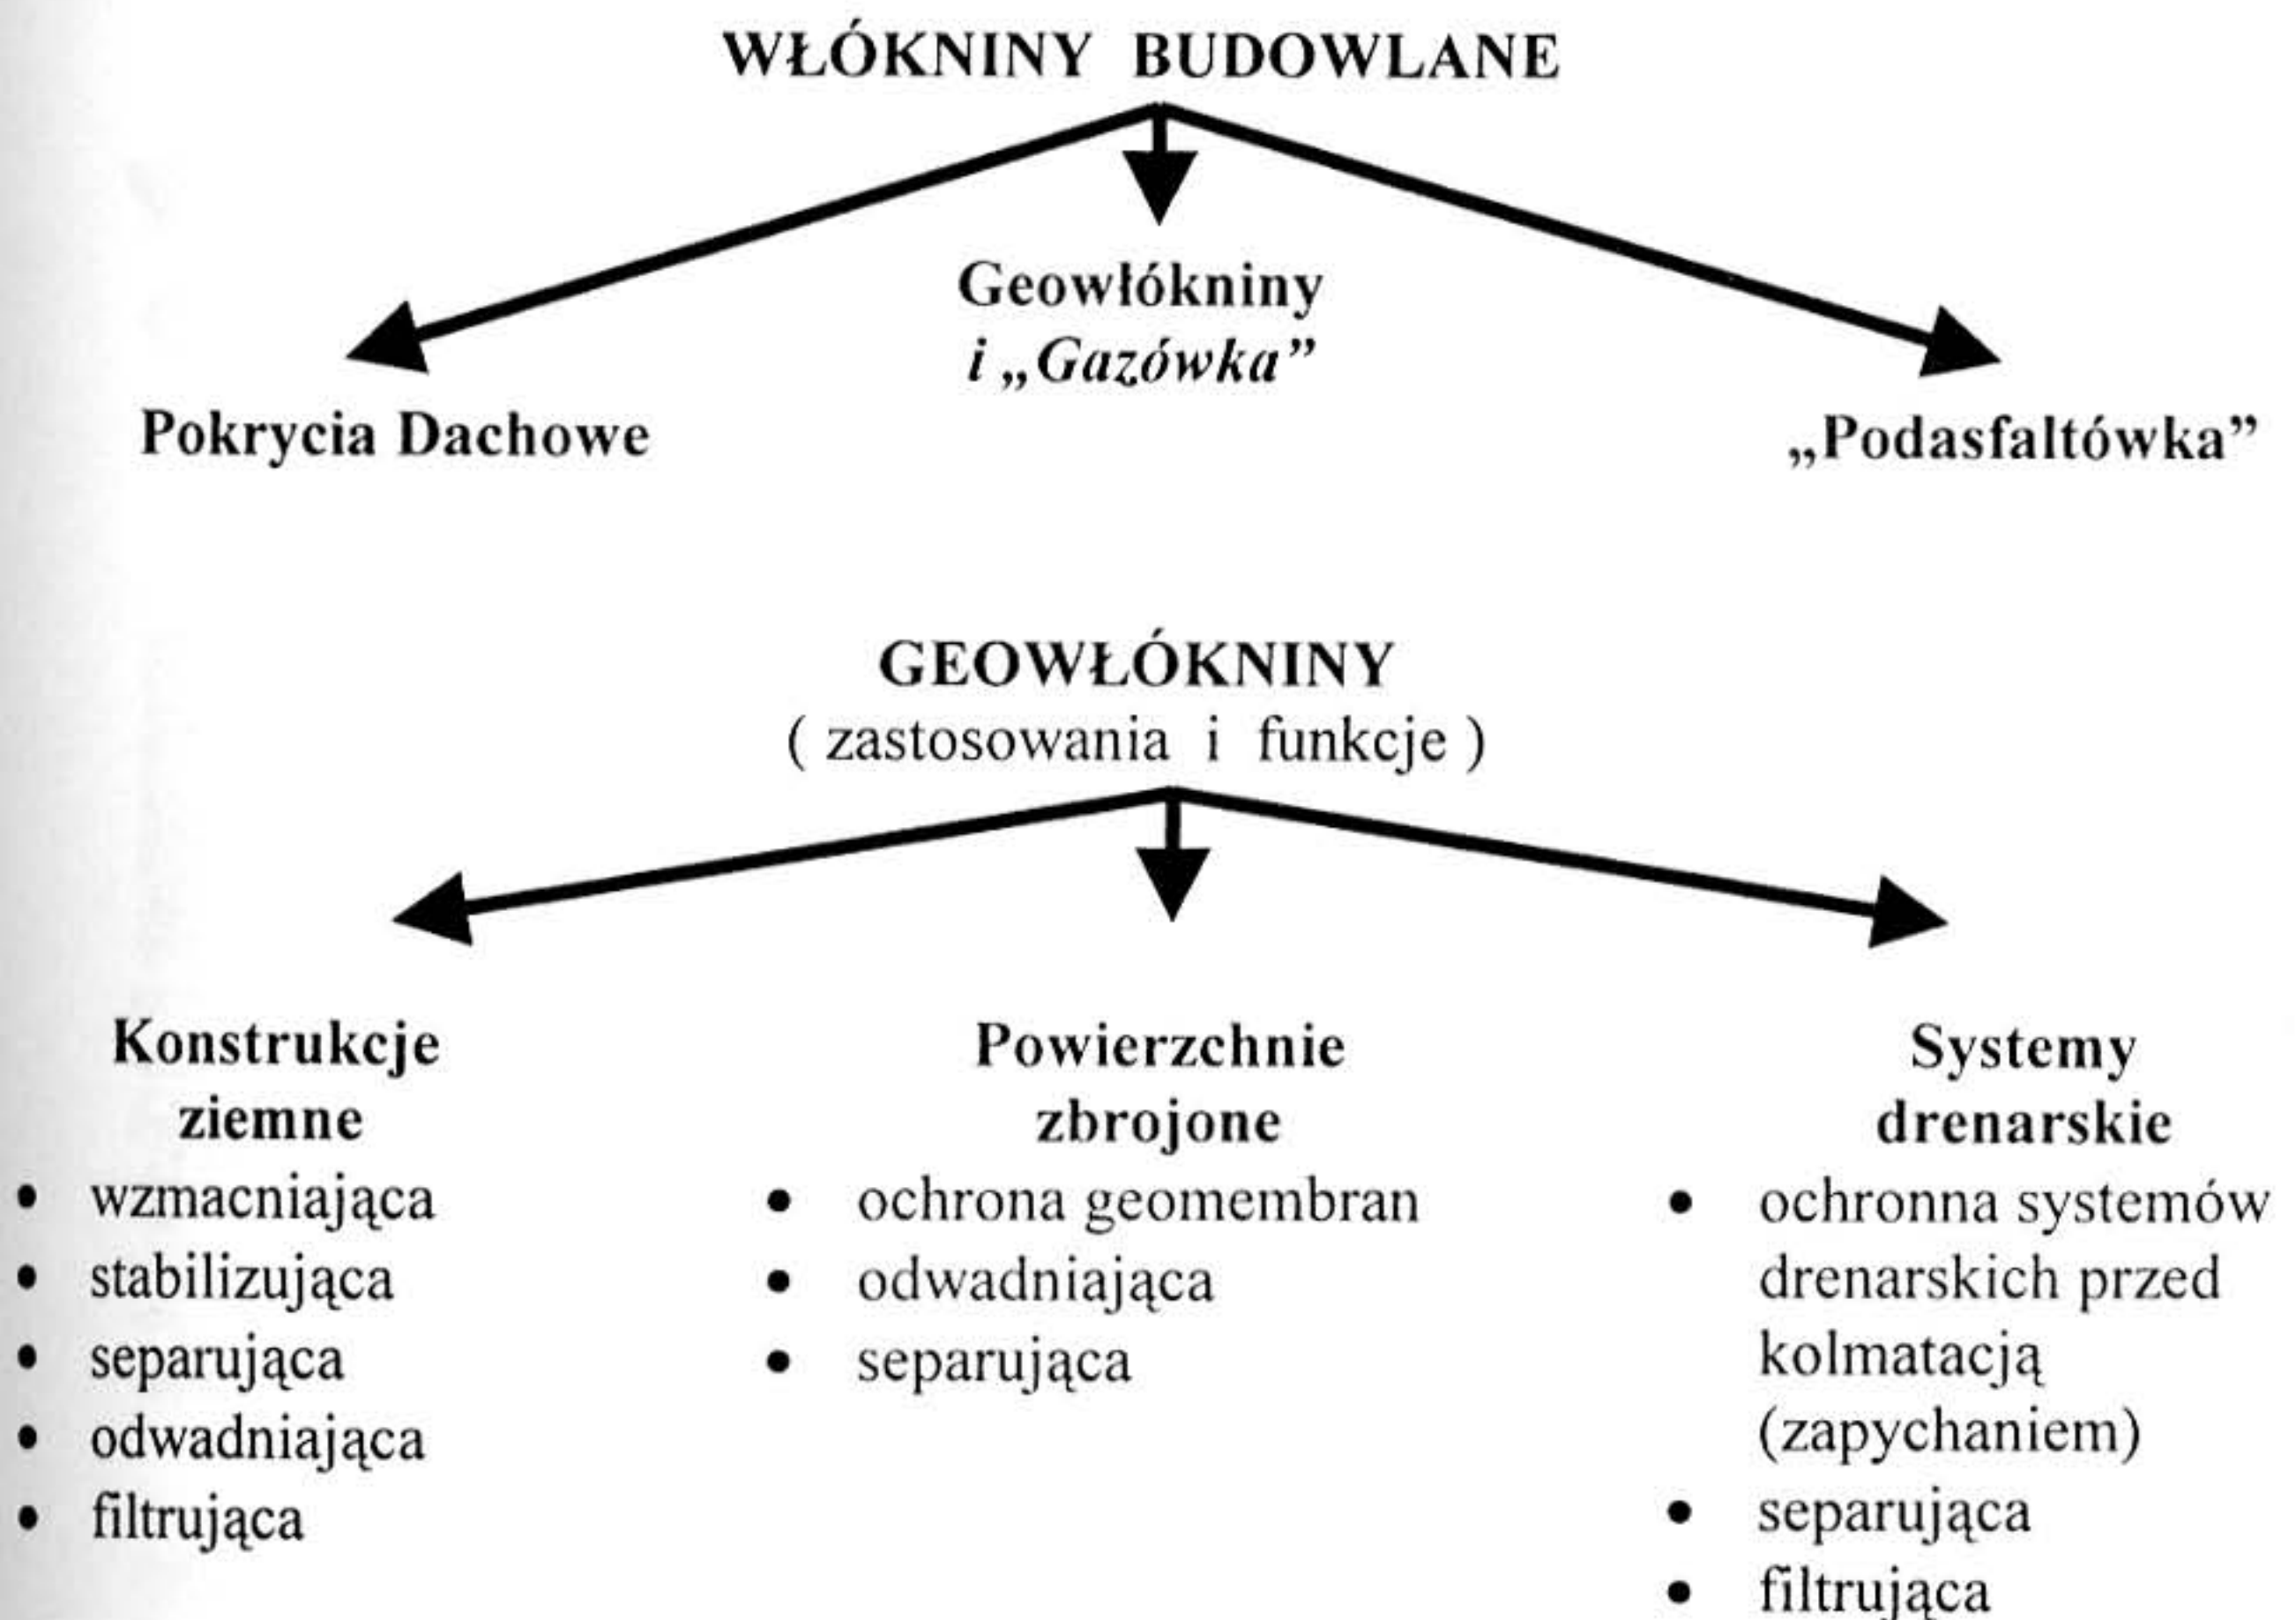 WŁÓKNINY BUDOWLANE
Geowłókniny
i „Gazówka”
Pokrycia Dachowe
„Podasfaltówka”
GEOWŁÓKNINY
( zastosowania i funkcje )
Konstrukcje
ziemne
• wzmacniająca
• stabilizująca
• separująca
• odwadniająca
• filtrująca
Powierzchnie
zbrojone
• ochrona geomembran
• odwadniająca
• separująca
Systemy
drenarskie
• ochronna systemów
drenarskich przed
kolmatacją
(zapychaniem)
• separująca
• filtrująca